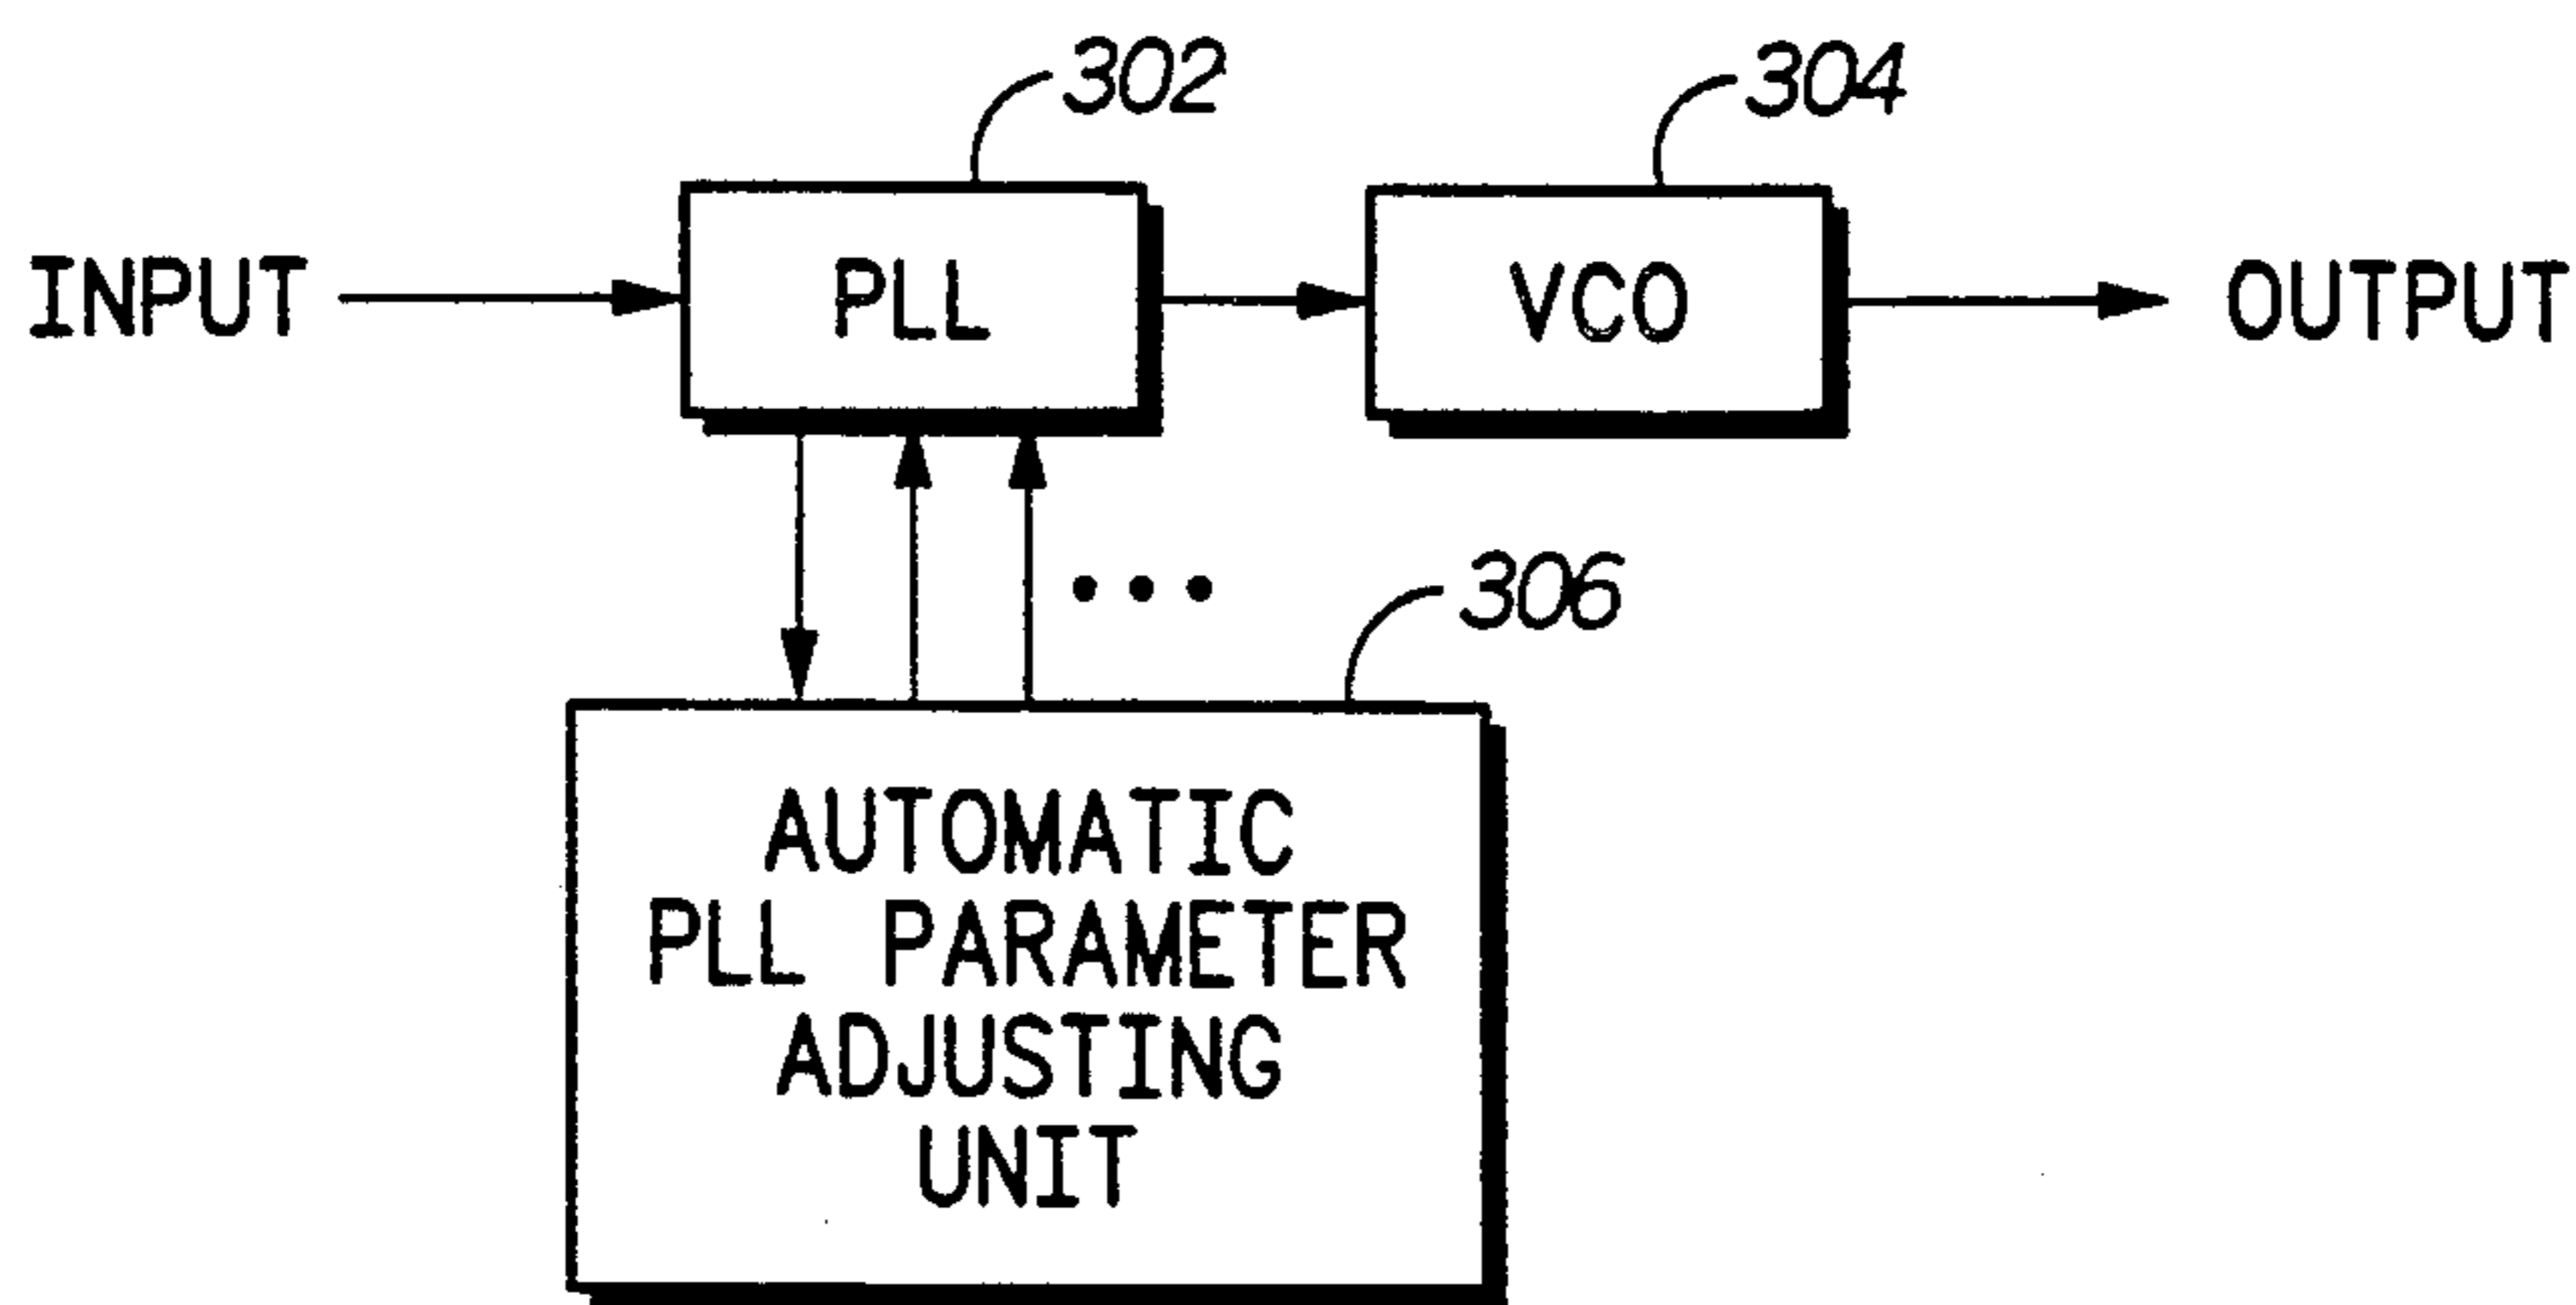 302
304
INPUT
PLL
VCO
OUTPUT
306
AUTOMATIC
PLL PARAMETER
ADJUSTING
UNIT